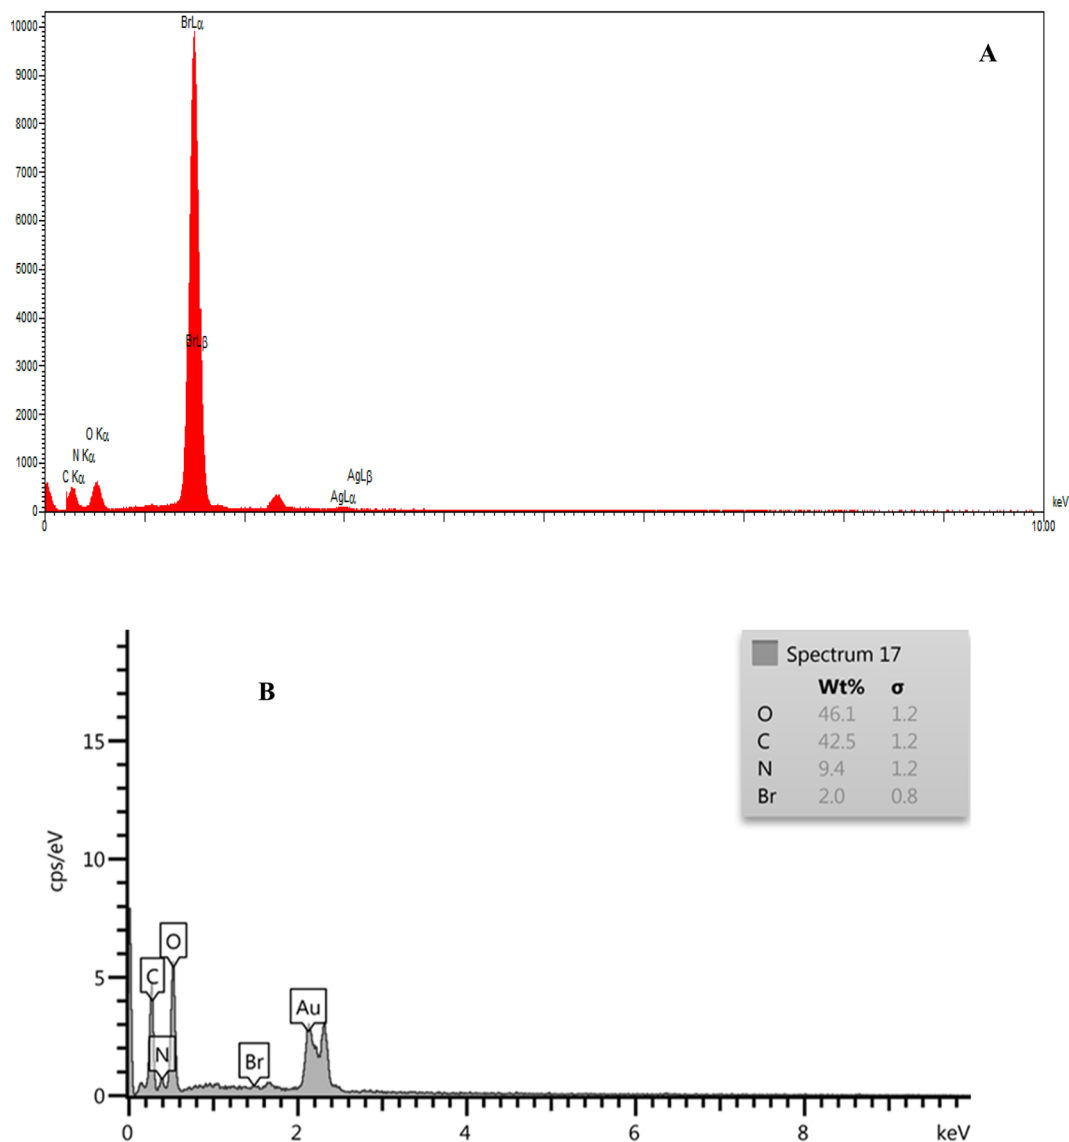 10000
BrLα
A
9000
8000
7000
6000
5000
4000
BrLβ
3000
2000
O Kα
N Kα
1000
C Kα
AgLβ
AgLα
0
keV
0
10.00
Spectrum 17
Wt% σ
B
O 46.1 1.2
C 42.5 1.2
15
N 9.4 1.2
Br 2.0 0.8
cps/eV
10
O
5
C
Au
N
Br
0
0 2 4 6 8 keV